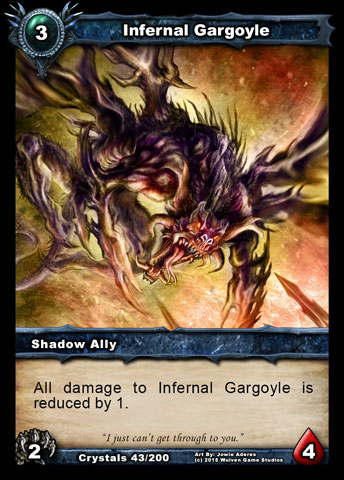 3
Infernal Gargoyle
Shadow Ally
All damage to Infernal Gargoyle is
reduced by 1.
"I just can't get through to you."
2
Crystals 43/200
Art By: Jowie Aderes
(c) 2015 Wulven Game Studios
4